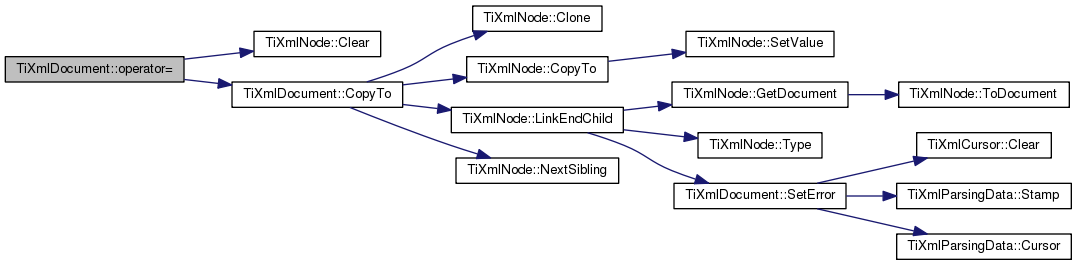 TiXmlDocument::operator=
TiXmlNode::Clear
TiXmlDocument::CopyTo
TiXmlNode::Clone
TiXmlNode::CopyTo
TiXmlNode::SetValue
TiXmlNode::LinkEndChild
TiXmlNode::NextSibling
TiXmlNode::GetDocument
TiXmlNode::ToDocument
TiXmlNode::Type
TiXmlDocument::SetError
TiXmlCursor::Clear
TiXmlParsingData::Stamp
TiXmlParsingData::Cursor